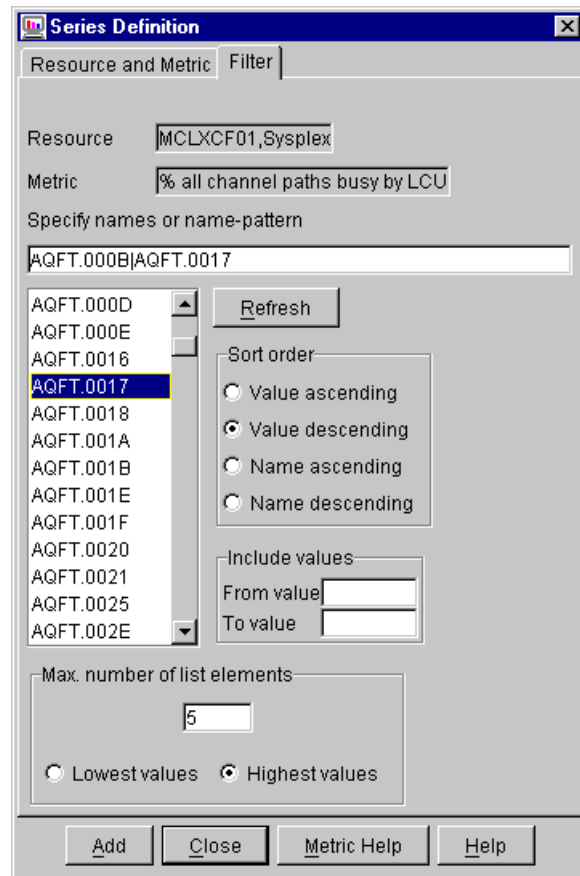 Series Definition
Resource and Metric Filter
Resource MCLXCF01,Sysplex
Metric % all channel paths busy by LCU
Specify names or name-pattern
AQFT.000B|AQFT.0017
AQFT.000D
AQFT.000E
AQFT.0016
AQFT.0017
AQFT.0018
AQFT.001A
AQFT.001B
AQFT.001E
AQFT.001F
AQFT.0020
AQFT.0021
AQFT.0025
AQFT.002E
Refresh
Sort order
Value ascending
Value descending
Name ascending
Name descending
Include values
From value
To value
Max. number of list elements
5
Lowest values Highest values
Add Close Metric Help Help